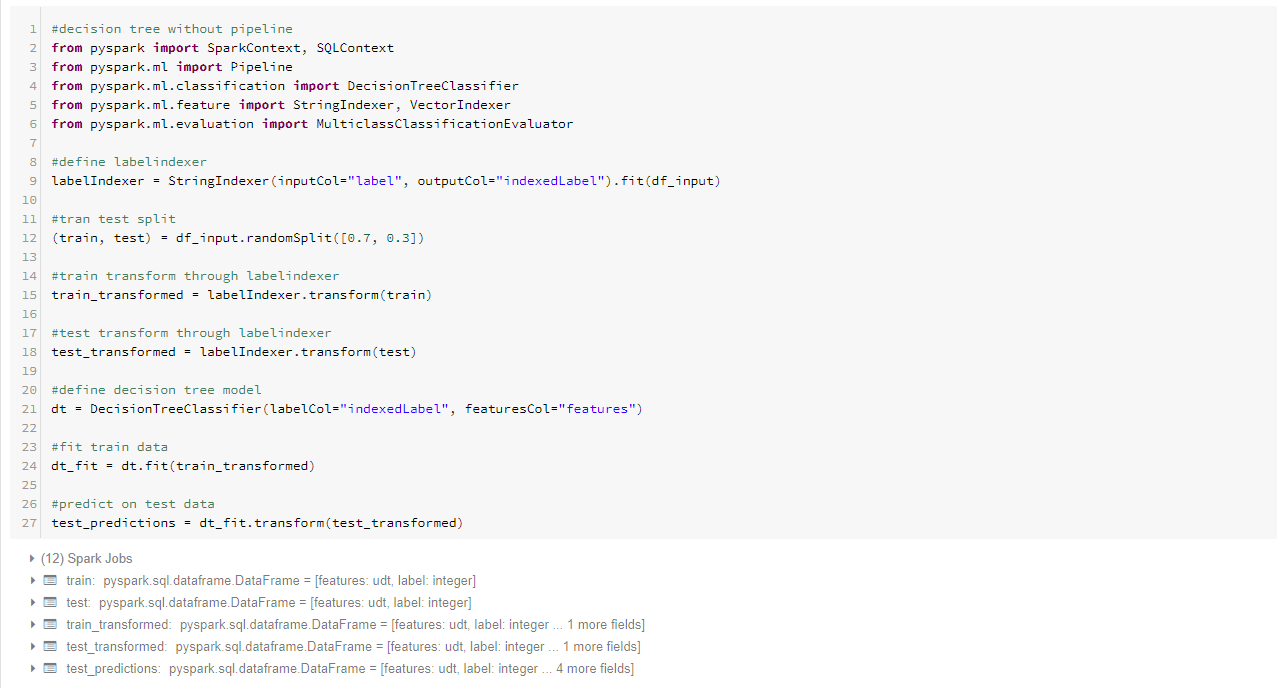 1 #decision tree without pipeline
2 from pyspark import SparkContext, SQLContext
3 from pyspark.ml import Pipeline
4 from pyspark.ml.classification import DecisionTreeClassifier
5 from pyspark.ml.feature import StringIndexer, VectorIndexer
6 from pyspark.ml.evaluation import MulticlassClassificationEvaluator
7
8 #define labelindexer
9 labelIndexer = StringIndexer(inputCol="label", outputCol="indexedLabel").fit(df_input)
10
11 #tran test split
12 (train, test) = df_input.randomSplit([0.7, 0.3])
13
14 #train transform through labelindexer
15 train_transformed = labelIndexer.transform(train)
16
17 #test transform through labelindexer
18 test_transformed = labelIndexer.transform(test)
19
20 #define decision tree model
21 dt = DecisionTreeClassifier(labelCol="indexedLabel", featuresCol="features")
22
23 #fit train data
24 dt_fit = dt.fit(train_transformed)
25
26 #predict on test data
27 test_predictions = dt_fit.transform(test_transformed)
(12) Spark Jobs
train: pyspark.sql.dataframe.DataFrame = [features: udt, label: integer]
test: pyspark.sql.dataframe.DataFrame = [features: udt, label: integer]
train_transformed: pyspark.sql.dataframe.DataFrame = [features: udt, label: integer ... 1 more fields]
test_transformed: pyspark.sql.dataframe.DataFrame = [features: udt, label: integer ... 1 more fields]
test_predictions: pyspark.sql.dataframe.DataFrame = [features: udt, label: integer ... 4 more fields]